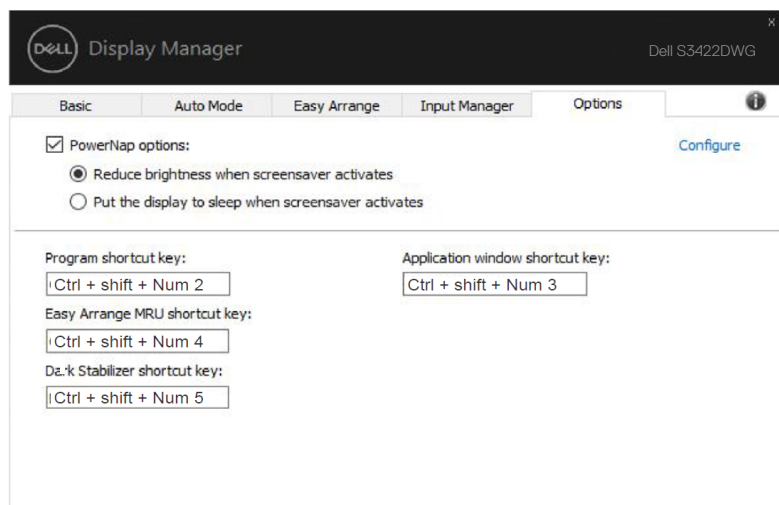 DELL Display Manager
x
Dell S3422DWG
Basic Auto Mode Easy Arrange Input Manager Options
PowerNap options: Configure
Reduce brightness when screensaver activates
Put the display to sleep when screensaver activates
Program shortcut key: Application window shortcut key:
Ctrl + shift + Num 2 Ctrl + shift + Num 3
Easy Arrange MRU shortcut key:
Ctrl + shift + Num 4
Dark Stabilizer shortcut key:
Ctrl + shift + Num 5